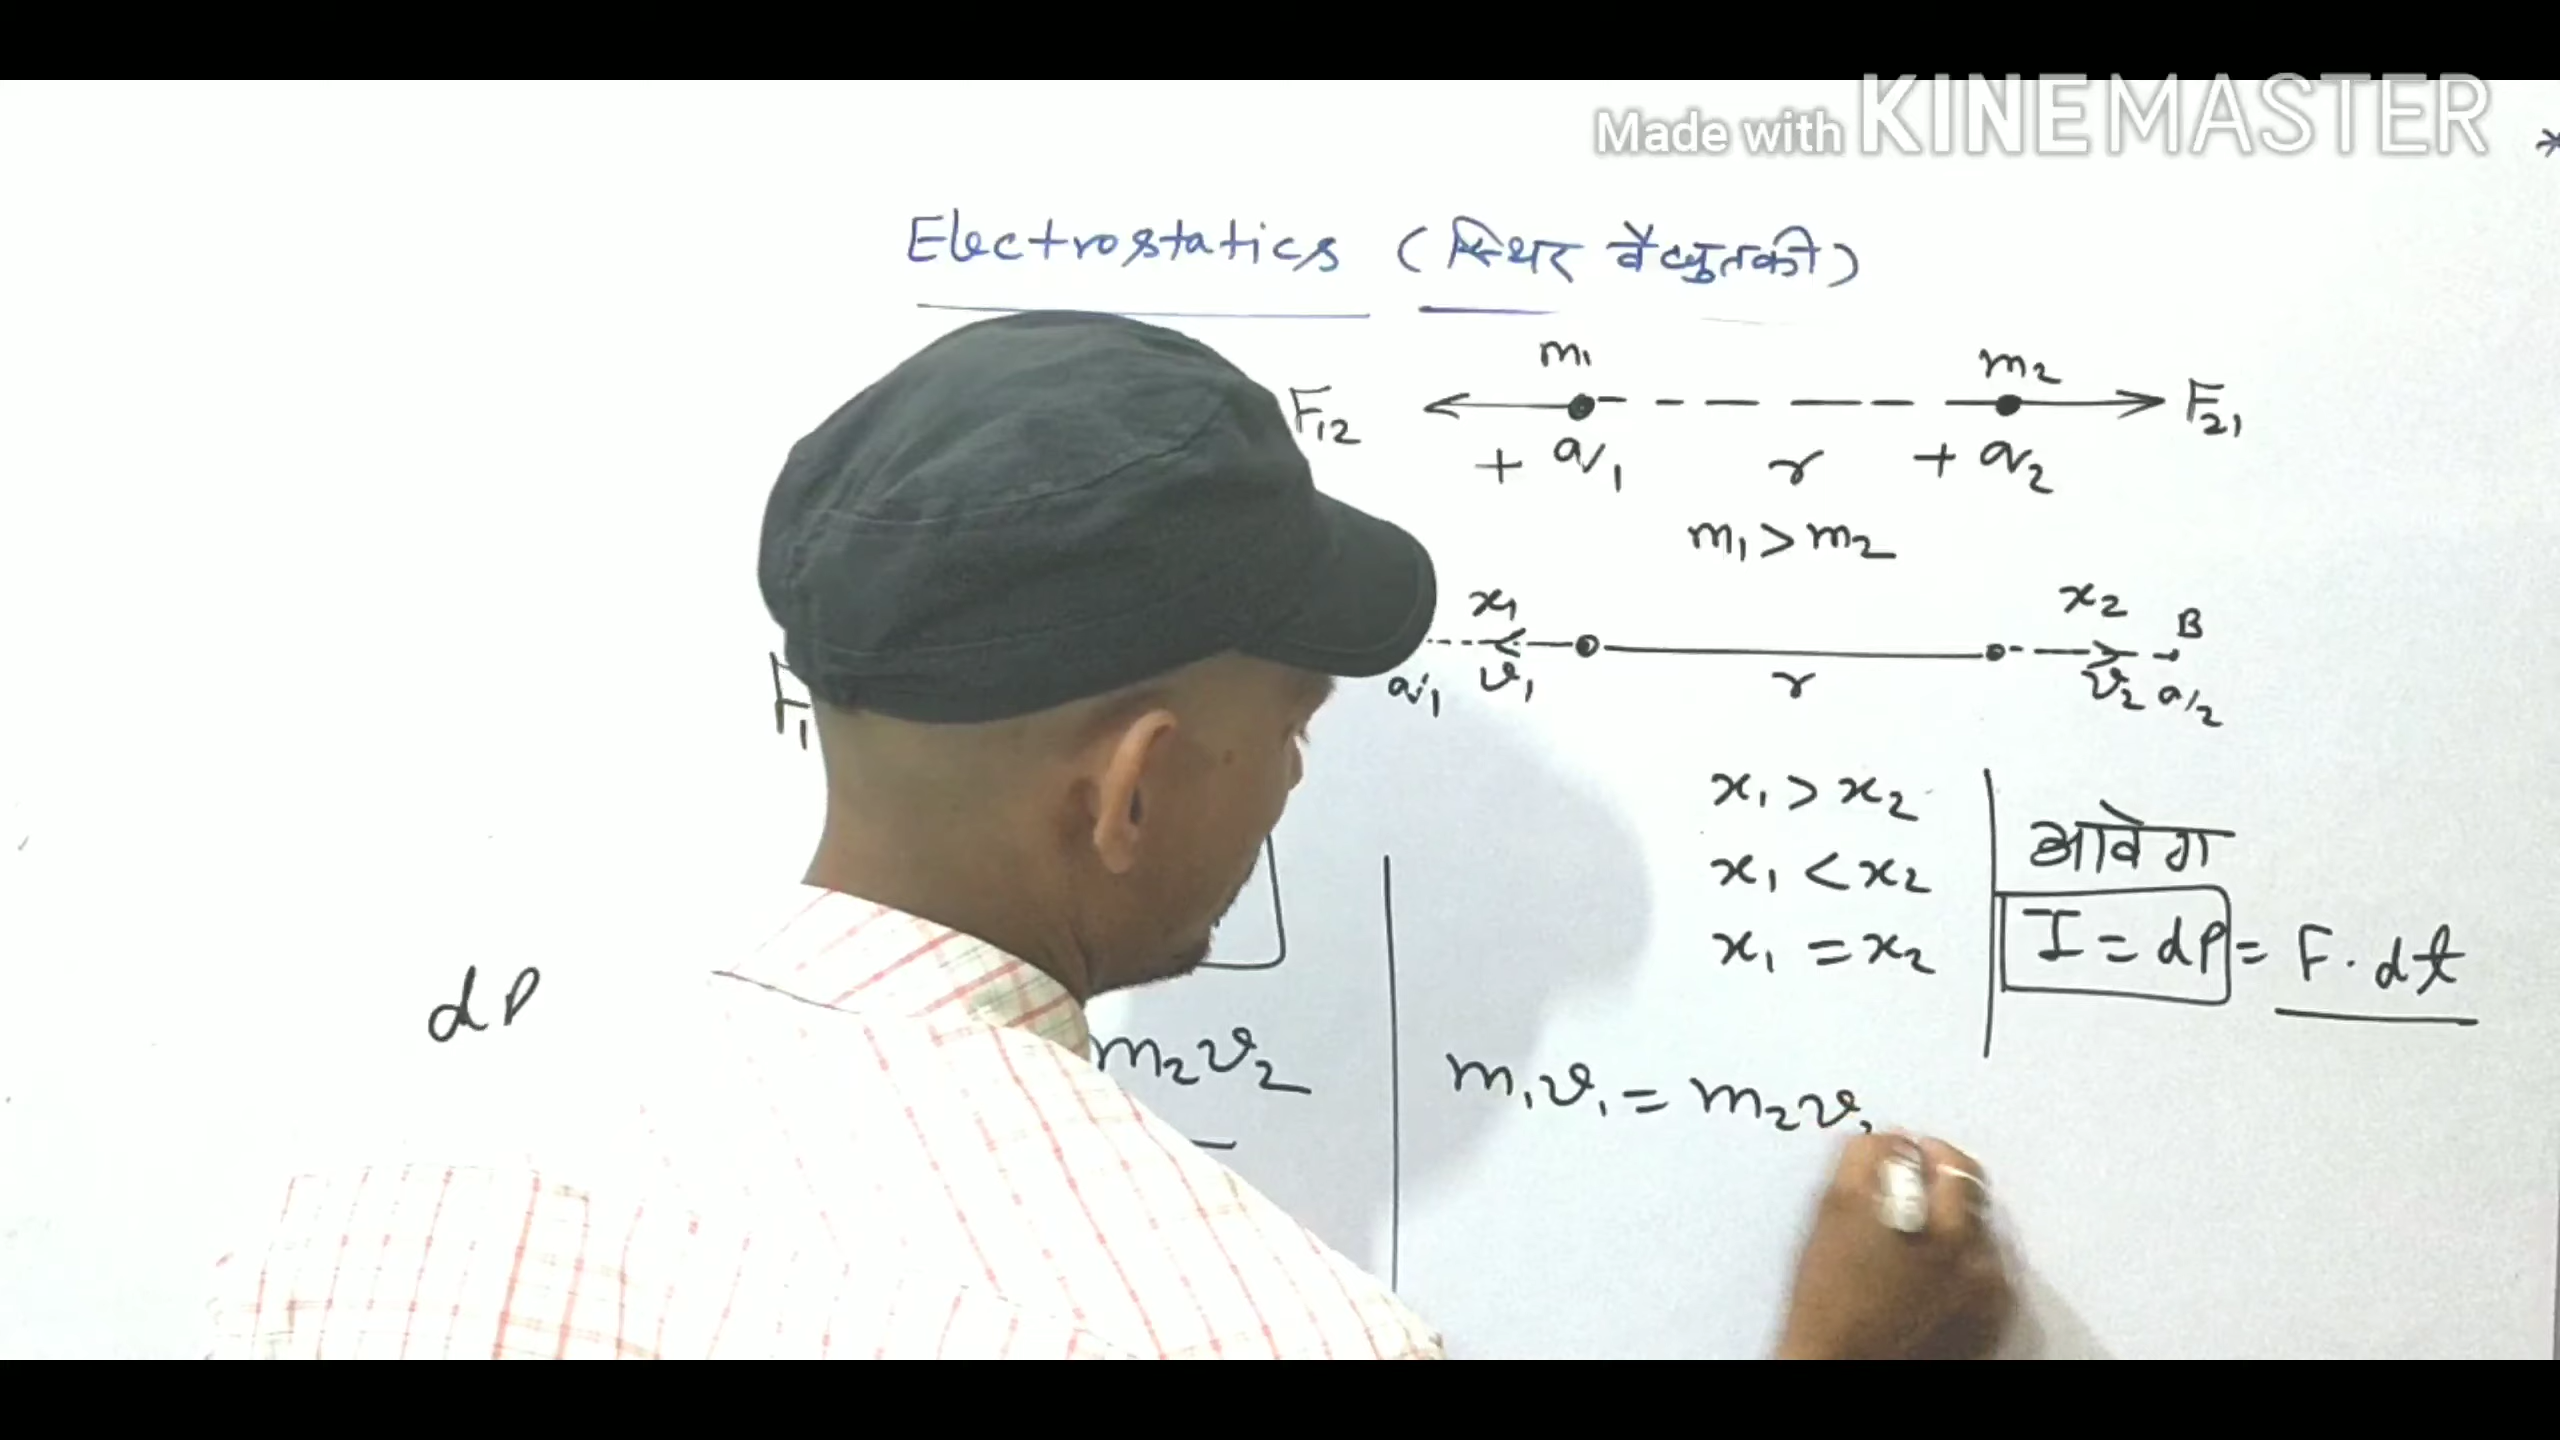 Made with KINEMASTER
*
Electrostatics (स्थिर वैद्युतकी)
m₁ m₂
F₁₂ F₂₁
+ q₁ r + q₂
m₁ > m₂
x₁ x₂ B
q₁ v₁ r v₂ q₂
F₁
x₁ > x₂
x₁ < x₂
x₁ = x₂
आवेग
I = dP = F . dt
dP
m₂v₂
m₁v₁ = m₂v₂